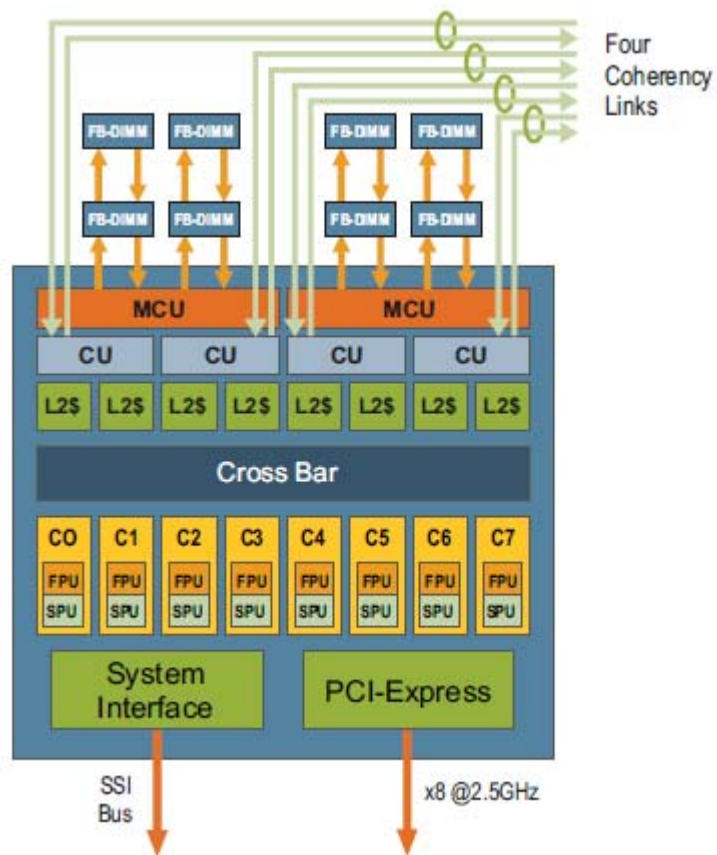 Four
Coherency
Links
FB-DIMM FB-DIMM FB-DIMM FB-DIMM
FB-DIMM FB-DIMM FB-DIMM FB-DIMM
MCU MCU
CU CU CU CU
L2$ L2$ L2$ L2$ L2$ L2$ L2$ L2$
Cross Bar
CO C1 C2 C3 C4 C5 C6 C7
FPU FPU FPU FPU FPU FPU FPU FPU
SPU SPU SPU SPU SPU SPU SPU SPU
System
Interface
PCI-Express
SSI
Bus
x8 @2.5GHz